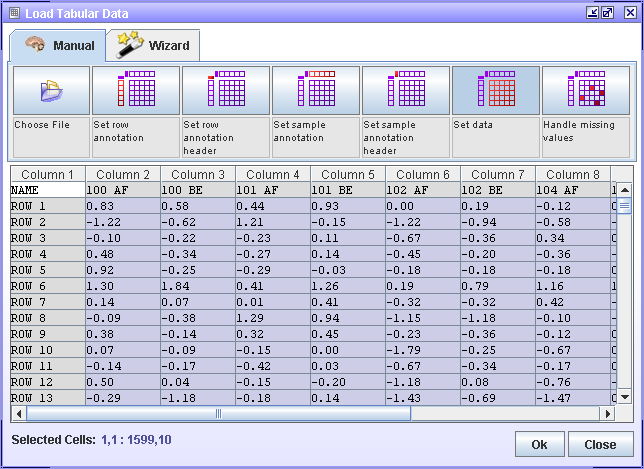 Load Tabular Data
Manual Wizard
Choose File Set row annotation Set row annotation header Set sample annotation Set sample annotation header Set data Handle missing values
Column 1 Column 2 Column 3 Column 4 Column 5 Column 6 Column 7 Column 8
NAME 100 AF 100 BE 101 AF 101 BE 102 AF 102 BE 104 AF 1
ROW 1 0.83 0.58 0.44 0.93 0.00 0.19 -0.12 0
ROW 2 -1.22 -0.62 1.21 -0.15 -1.22 -0.94 -0.58
ROW 3 -0.10 -0.22 -0.23 0.11 -0.67 -0.36 0.34
ROW 4 0.48 -0.34 -0.27 0.14 -0.45 -0.20 -0.36
ROW 5 0.92 -0.25 -0.29 -0.03 -0.18 -0.18 -0.18
ROW 6 1.30 1.84 0.41 1.26 0.19 0.79 1.16 1
ROW 7 0.14 0.07 0.01 0.41 -0.32 -0.32 0.42
ROW 8 -0.09 -0.38 1.29 0.94 -1.15 -1.18 -0.10
ROW 9 0.38 -0.14 0.32 0.45 -0.23 -0.36 -0.12
ROW 10 0.07 -0.09 -0.15 0.00 -1.79 -0.25 -0.67
ROW 11 -0.14 -0.17 -0.42 0.03 -0.67 -0.34 -0.17
ROW 12 0.50 0.04 -0.15 -0.20 -1.18 0.08 -0.76
ROW 13 -0.29 -1.18 -0.18 0.14 -1.43 -0.69 -1.47
Selected Cells: 1,1 : 1599,10
Ok Close